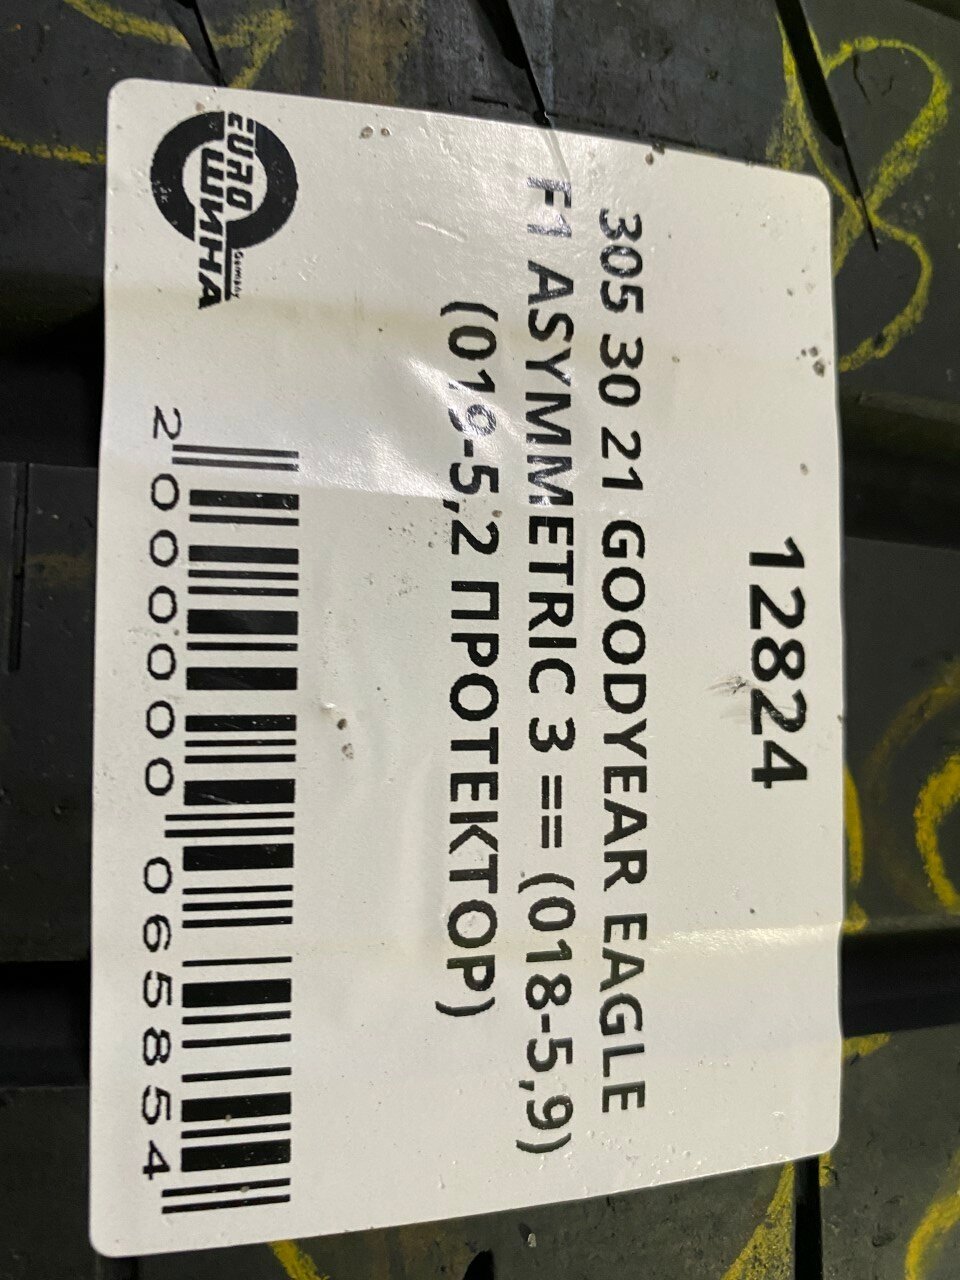 12824
305 30 21 GOODYEAR EAGLE
F1 ASYMMETRIC 3 == (018-5,9)
(019-5,2 ПРОТЕКТОР)
EURO
ШИНА
Germany
2 000000 065854